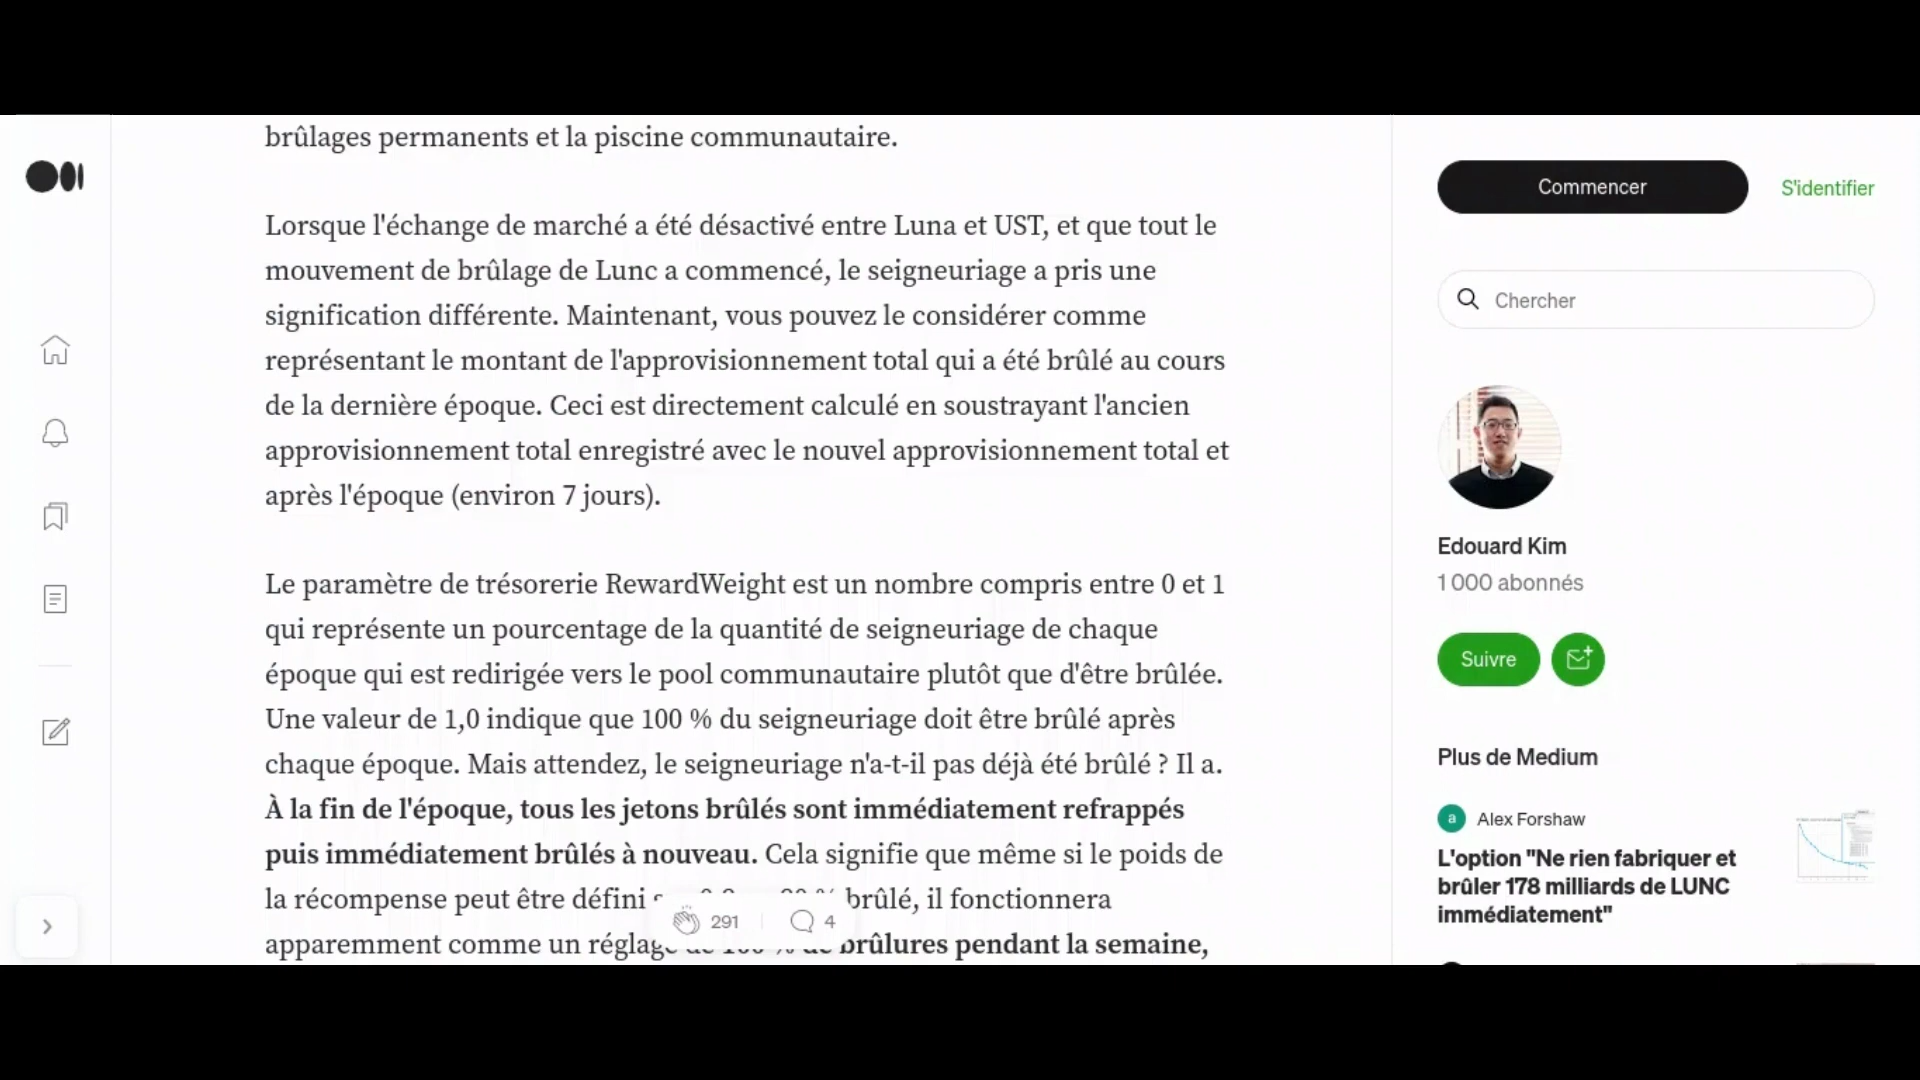 brûlages permanents et la piscine communautaire.
Lorsque l'échange de marché a été désactivé entre Luna et UST, et que tout le
mouvement de brûlage de Lunc a commencé, le seigneuriage a pris une
signification différente. Maintenant, vous pouvez le considérer comme
représentant le montant de l'approvisionnement total qui a été brûlé au cours
de la dernière époque. Ceci est directement calculé en soustrayant l'ancien
approvisionnement total enregistré avec le nouvel approvisionnement total et
après l'époque (environ 7 jours).
Le paramètre de trésorerie RewardWeight est un nombre compris entre 0 et 1
qui représente un pourcentage de la quantité de seigneuriage de chaque
époque qui est redirigée vers le pool communautaire plutôt que d'être brûlée.
Une valeur de 1,0 indique que 100 % du seigneuriage doit être brûlé après
chaque époque. Mais attendez, le seigneuriage n'a-t-il pas déjà été brûlé ? Il a.
À la fin de l'époque, tous les jetons brûlés sont immédiatement refrappés
puis immédiatement brûlés à nouveau. Cela signifie que même si le poids de
la récompense peut être défini brûlé, il fonctionnera
apparemment comme un réglage de 100 % de brûlures pendant la semaine,
291
4
Commencer
S'identifier
Chercher
Edouard Kim
1 000 abonnés
Suivre
Plus de Medium
a Alex Forshaw
L'option "Ne rien fabriquer et
brûler 178 milliards de LUNC
immédiatement"